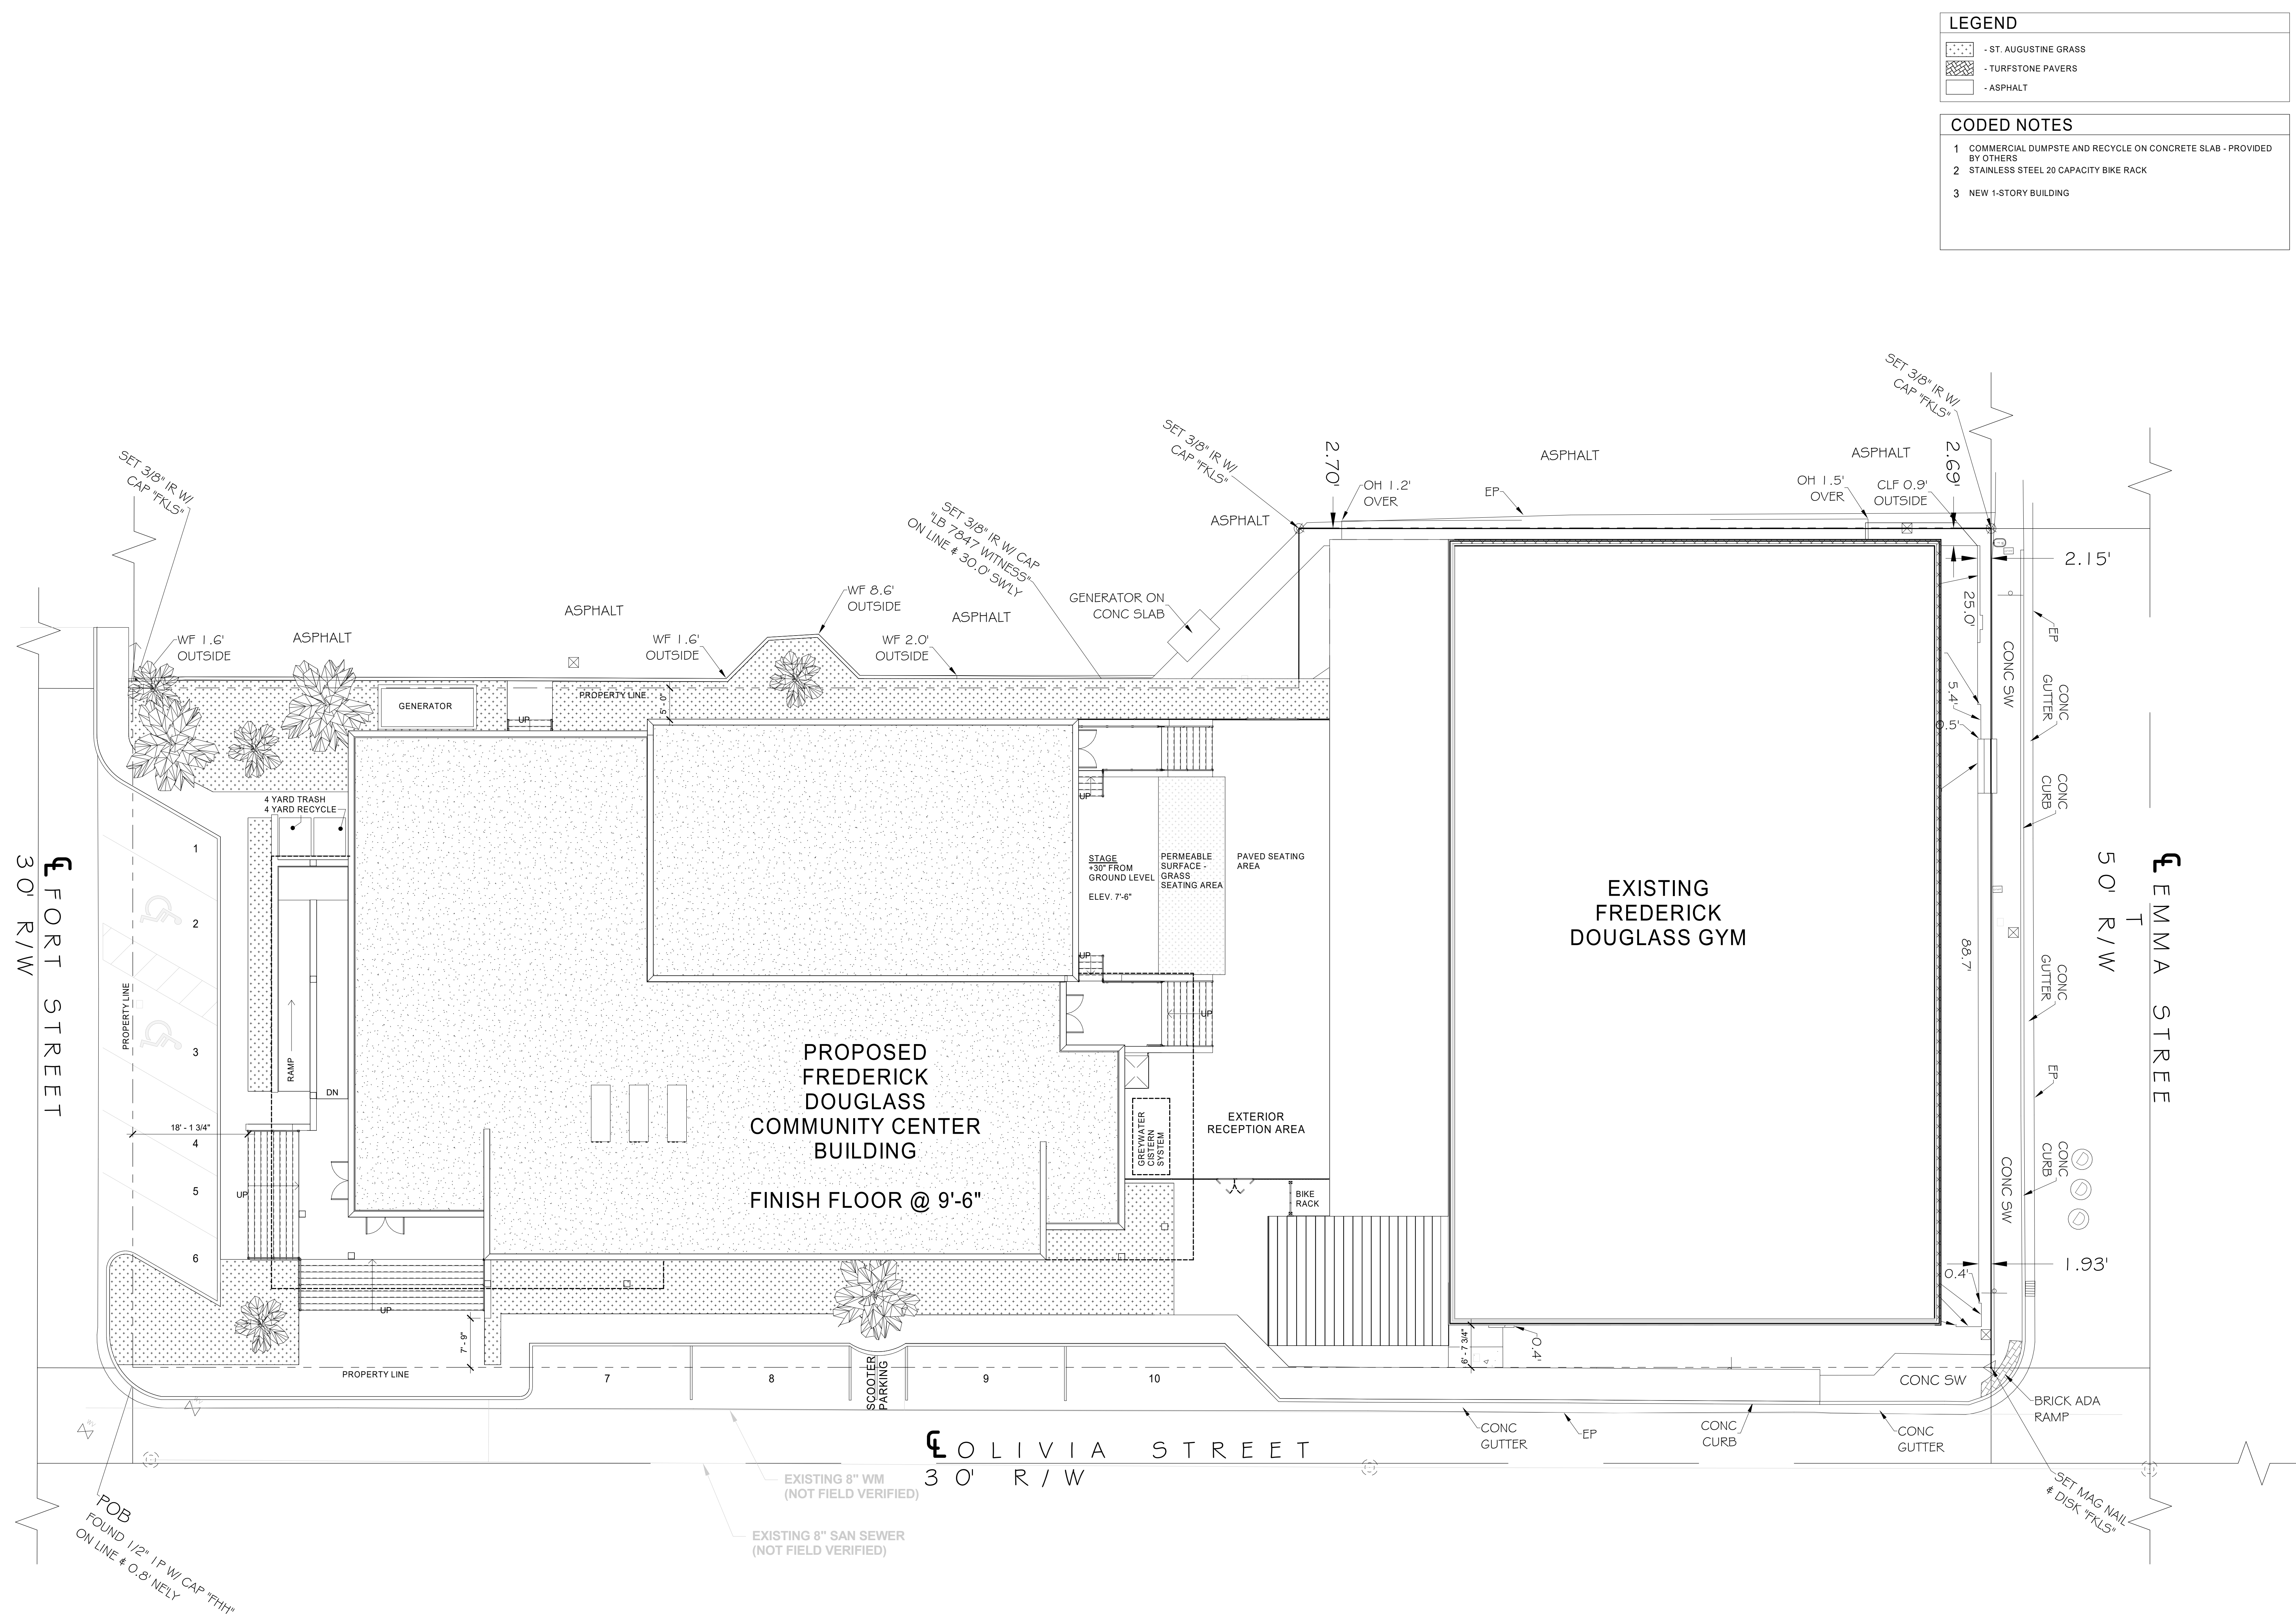 LEGEND
- ST. AUGUSTINE GRASS
- TURFSTONE PAVERS
- ASPHALT
CODED NOTES
1 COMMERCIAL DUMPSTE AND RECYCLE ON CONCRETE SLAB - PROVIDED
BY OTHERS
2 STAINLESS STEEL 20 CAPACITY BIKE RACK
3 NEW 1-STORY BUILDING
SET 3/8" IR W/
CAP "FKLS"
SET 3/8" IR W/
CAP "FKLS"
SET 3/8" IR W/
CAP "FKLS"
SET 3/8" IR W/ CAP
"LB 7847 WITNESS"
ON LINE & 30.0' SW'LY
2.70'
2.69'
ASPHALT
ASPHALT
ASPHALT
OH 1.2'
OVER
EP
OH 1.5'
OVER
CLF 0.9'
OUTSIDE
2.15'
25.0'
GENERATOR ON
CONC SLAB
WF 8.6'
OUTSIDE
ASPHALT
ASPHALT
ASPHALT
WF 1.6'
OUTSIDE
WF 1.6'
OUTSIDE
WF 2.0'
OUTSIDE
PROPERTY LINE
5' - 0"
GENERATOR
UP
4 YARD TRASH
4 YARD RECYCLE
UP
STAGE
+30" FROM
GROUND LEVEL
ELEV. 7'-6"
PERMEABLE
SURFACE -
GRASS
SEATING AREA
PAVED SEATING
AREA
UP
UP
EXISTING
FREDERICK
DOUGLASS GYM
5.4'
0.5'
88.7'
CONC SW
EP
CONC
GUTTER
CONC
CURB
CONC
GUTTER
EP
CONC
CURB
CONC SW
1.93'
0.4'
℄ EMMA STREE
T
50' R/W
℄ FORT STREET
30' R/W
PROPERTY LINE
1
2
3
4
5
6
18' - 1 3/4"
RAMP
DN
UP
UP
PROPOSED
FREDERICK
DOUGLASS
COMMUNITY CENTER
BUILDING
FINISH FLOOR @ 9'-6"
GREYWATER
CISTERN
SYSTEM
EXTERIOR
RECEPTION AREA
BIKE
RACK
7' - 9"
6' - 7 3/4"
0.4'
PROPERTY LINE
7
8
SCOOTER
PARKING
9
10
CONC SW
BRICK ADA
RAMP
CONC
GUTTER
EP
CONC
CURB
CONC
GUTTER
℄ OLIVIA STREET
30' R/W
EXISTING 8" WM
(NOT FIELD VERIFIED)
EXISTING 8" SAN SEWER
(NOT FIELD VERIFIED)
SET MAG NAIL
& DISK "FKLS"
POB
FOUND 1/2" IP W/ CAP "FHH"
ON LINE & 0.8' NE'LY